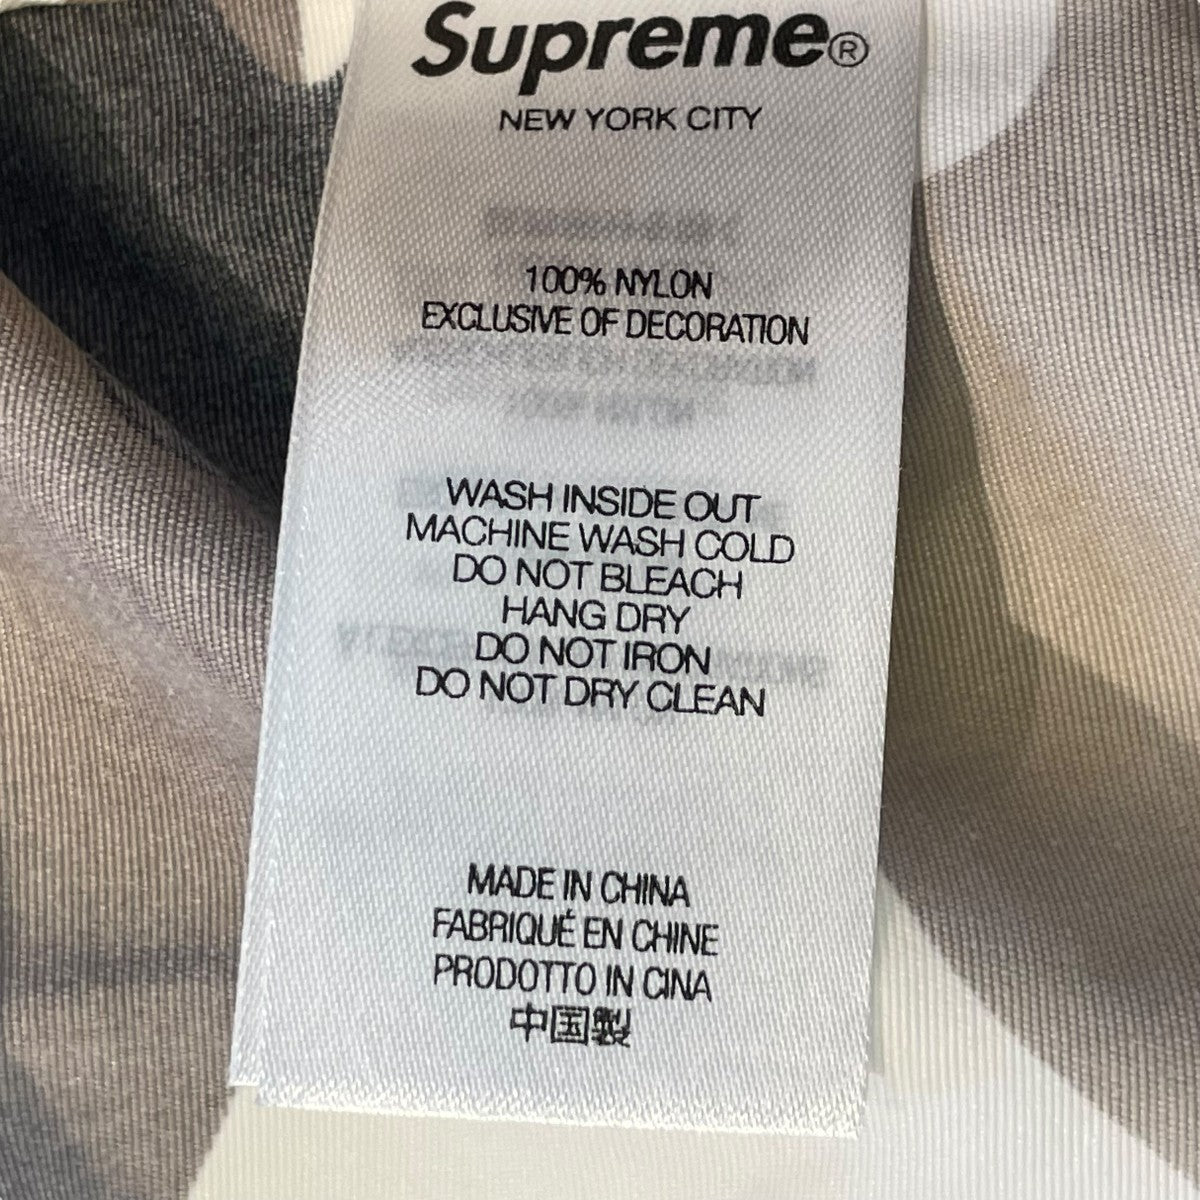 Supreme®
NEW YORK CITY
100% NYLON
EXCLUSIVE OF DECORATION
WASH INSIDE OUT
MACHINE WASH COLD
DO NOT BLEACH
HANG DRY
DO NOT IRON
DO NOT DRY CLEAN
MADE IN CHINA
FABRIQUÉ EN CHINE
PRODOTTO IN CINA
中国製